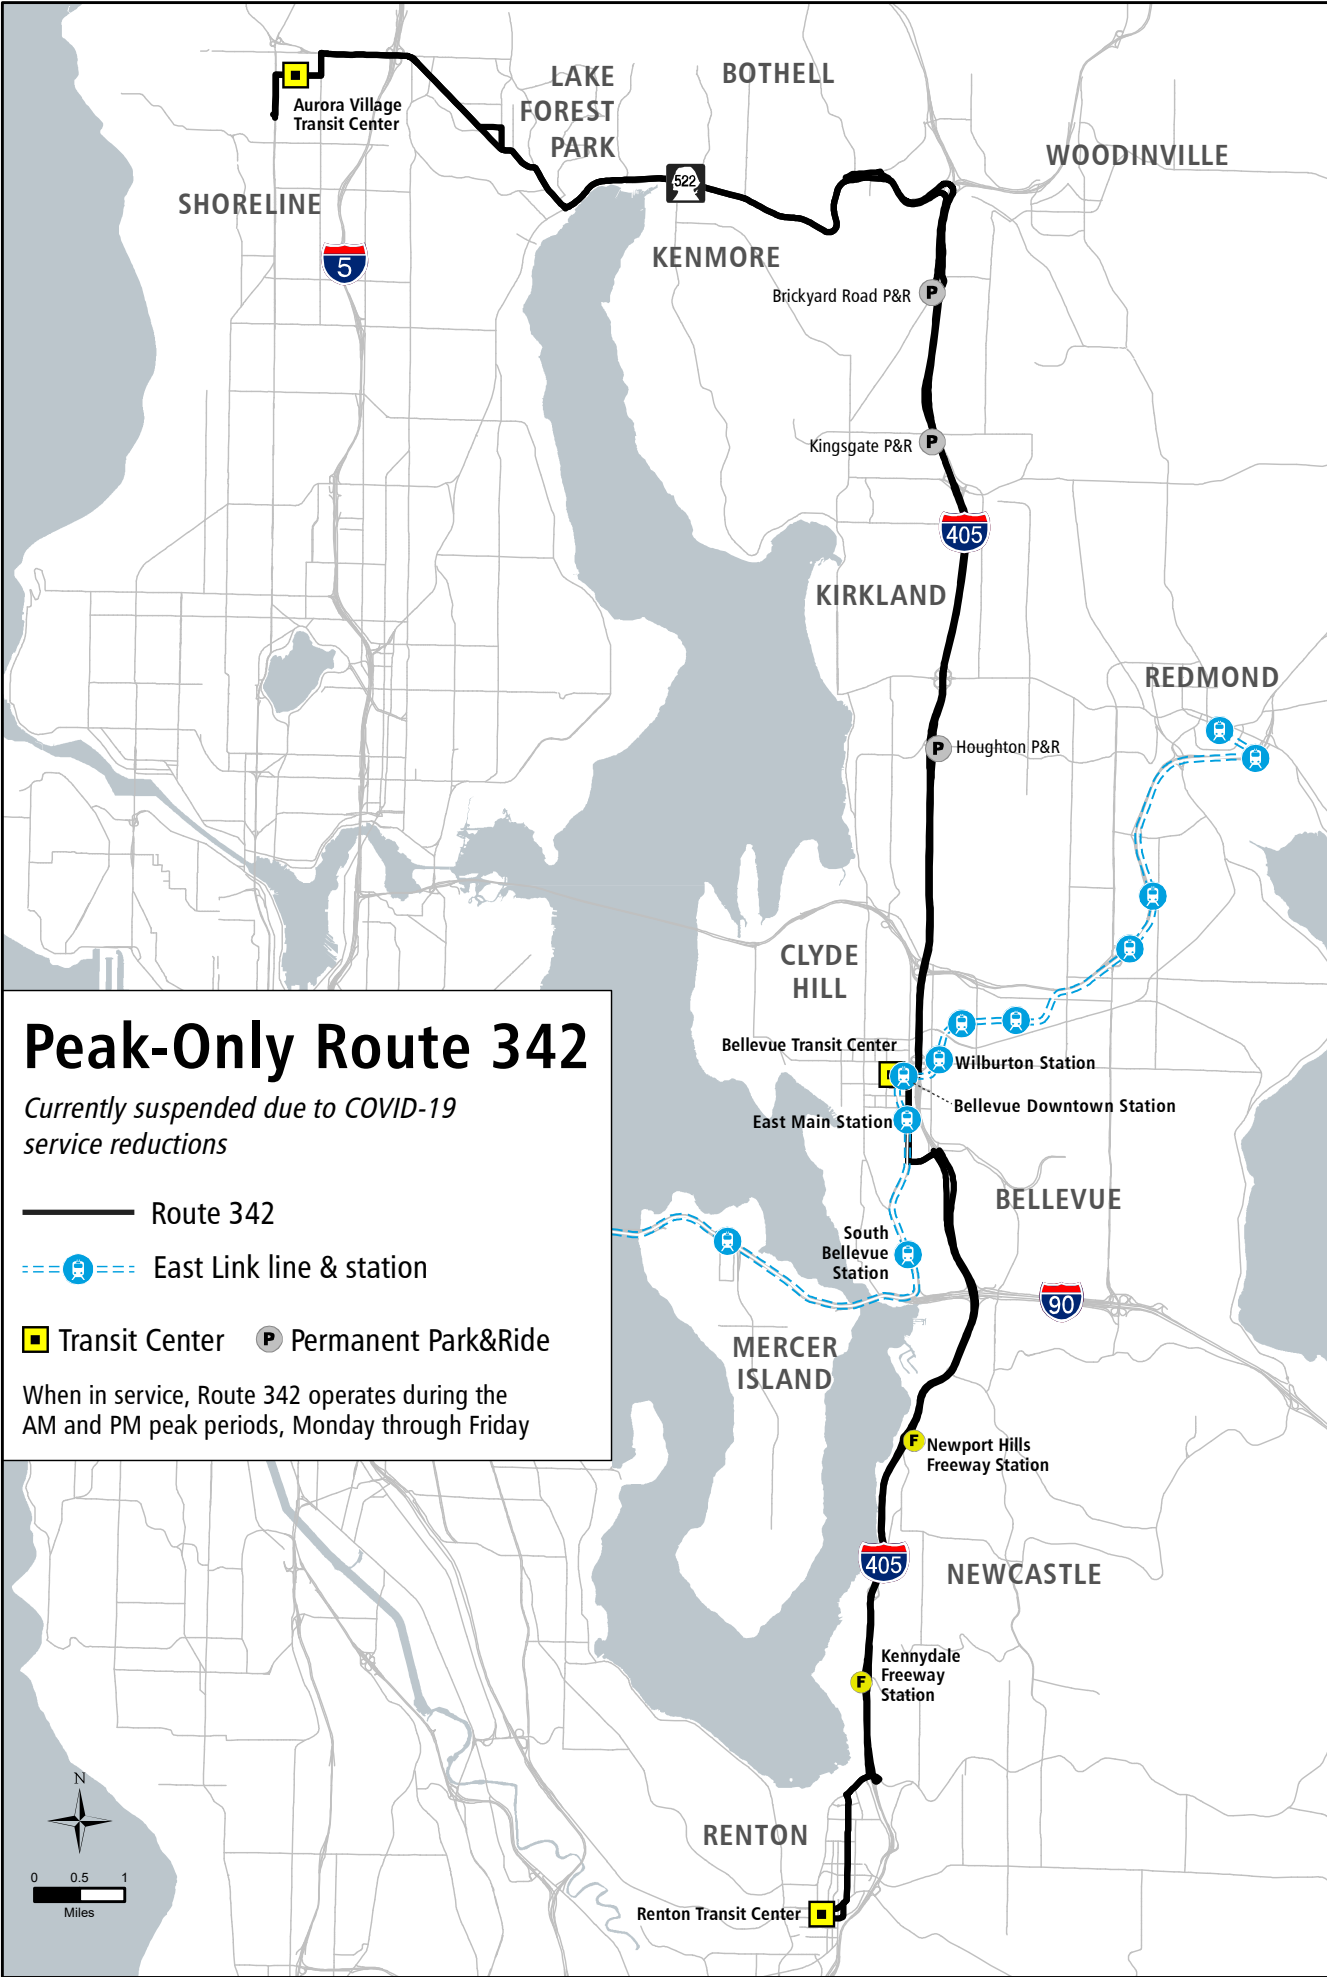 LAKE
FOREST
PARK
BOTHELL
WOODINVILLE
Aurora Village
Transit Center
SHORELINE
522
5
KENMORE
Brickyard Road P&R
P
Kingsgate P&R
P
405
KIRKLAND
REDMOND
P
Houghton P&R
CLYDE
HILL
Bellevue Transit Center
Wilburton Station
Bellevue Downtown Station
East Main Station
BELLEVUE
South
Bellevue
Station
90
MERCER
ISLAND
F
Newport Hills
Freeway Station
405
NEWCASTLE
Kennydale
Freeway
Station
F
RENTON
Renton Transit Center
Peak-Only Route 342
Currently suspended due to COVID-19
service reductions
Route 342
East Link line & station
Transit Center
P
Permanent Park&Ride
When in service, Route 342 operates during the
AM and PM peak periods, Monday through Friday
N
0 0.5 1
Miles